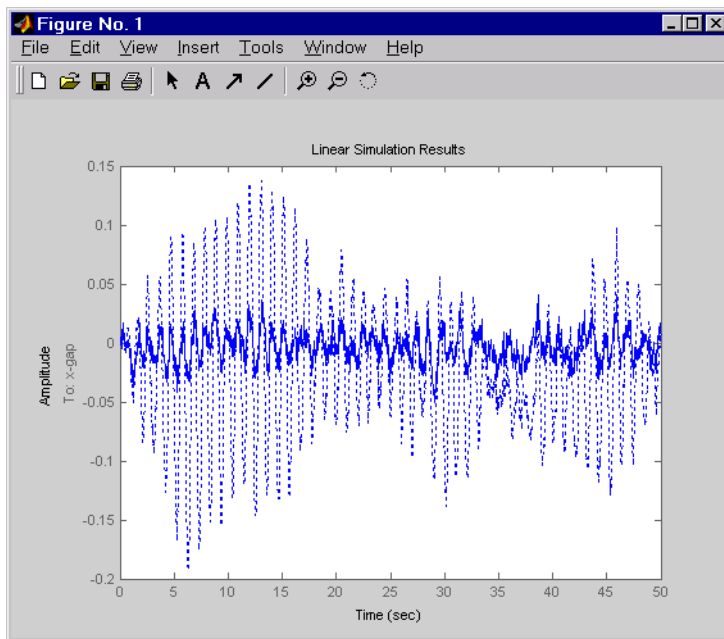 Figure No. 1
File Edit View Insert Tools Window Help
A
Linear Simulation Results
Amplitude
To: x-gap
0.15
0.1
0.05
0
-0.05
-0.1
-0.15
-0.2
0 5 10 15 20 25 30 35 40 45 50
Time (sec)